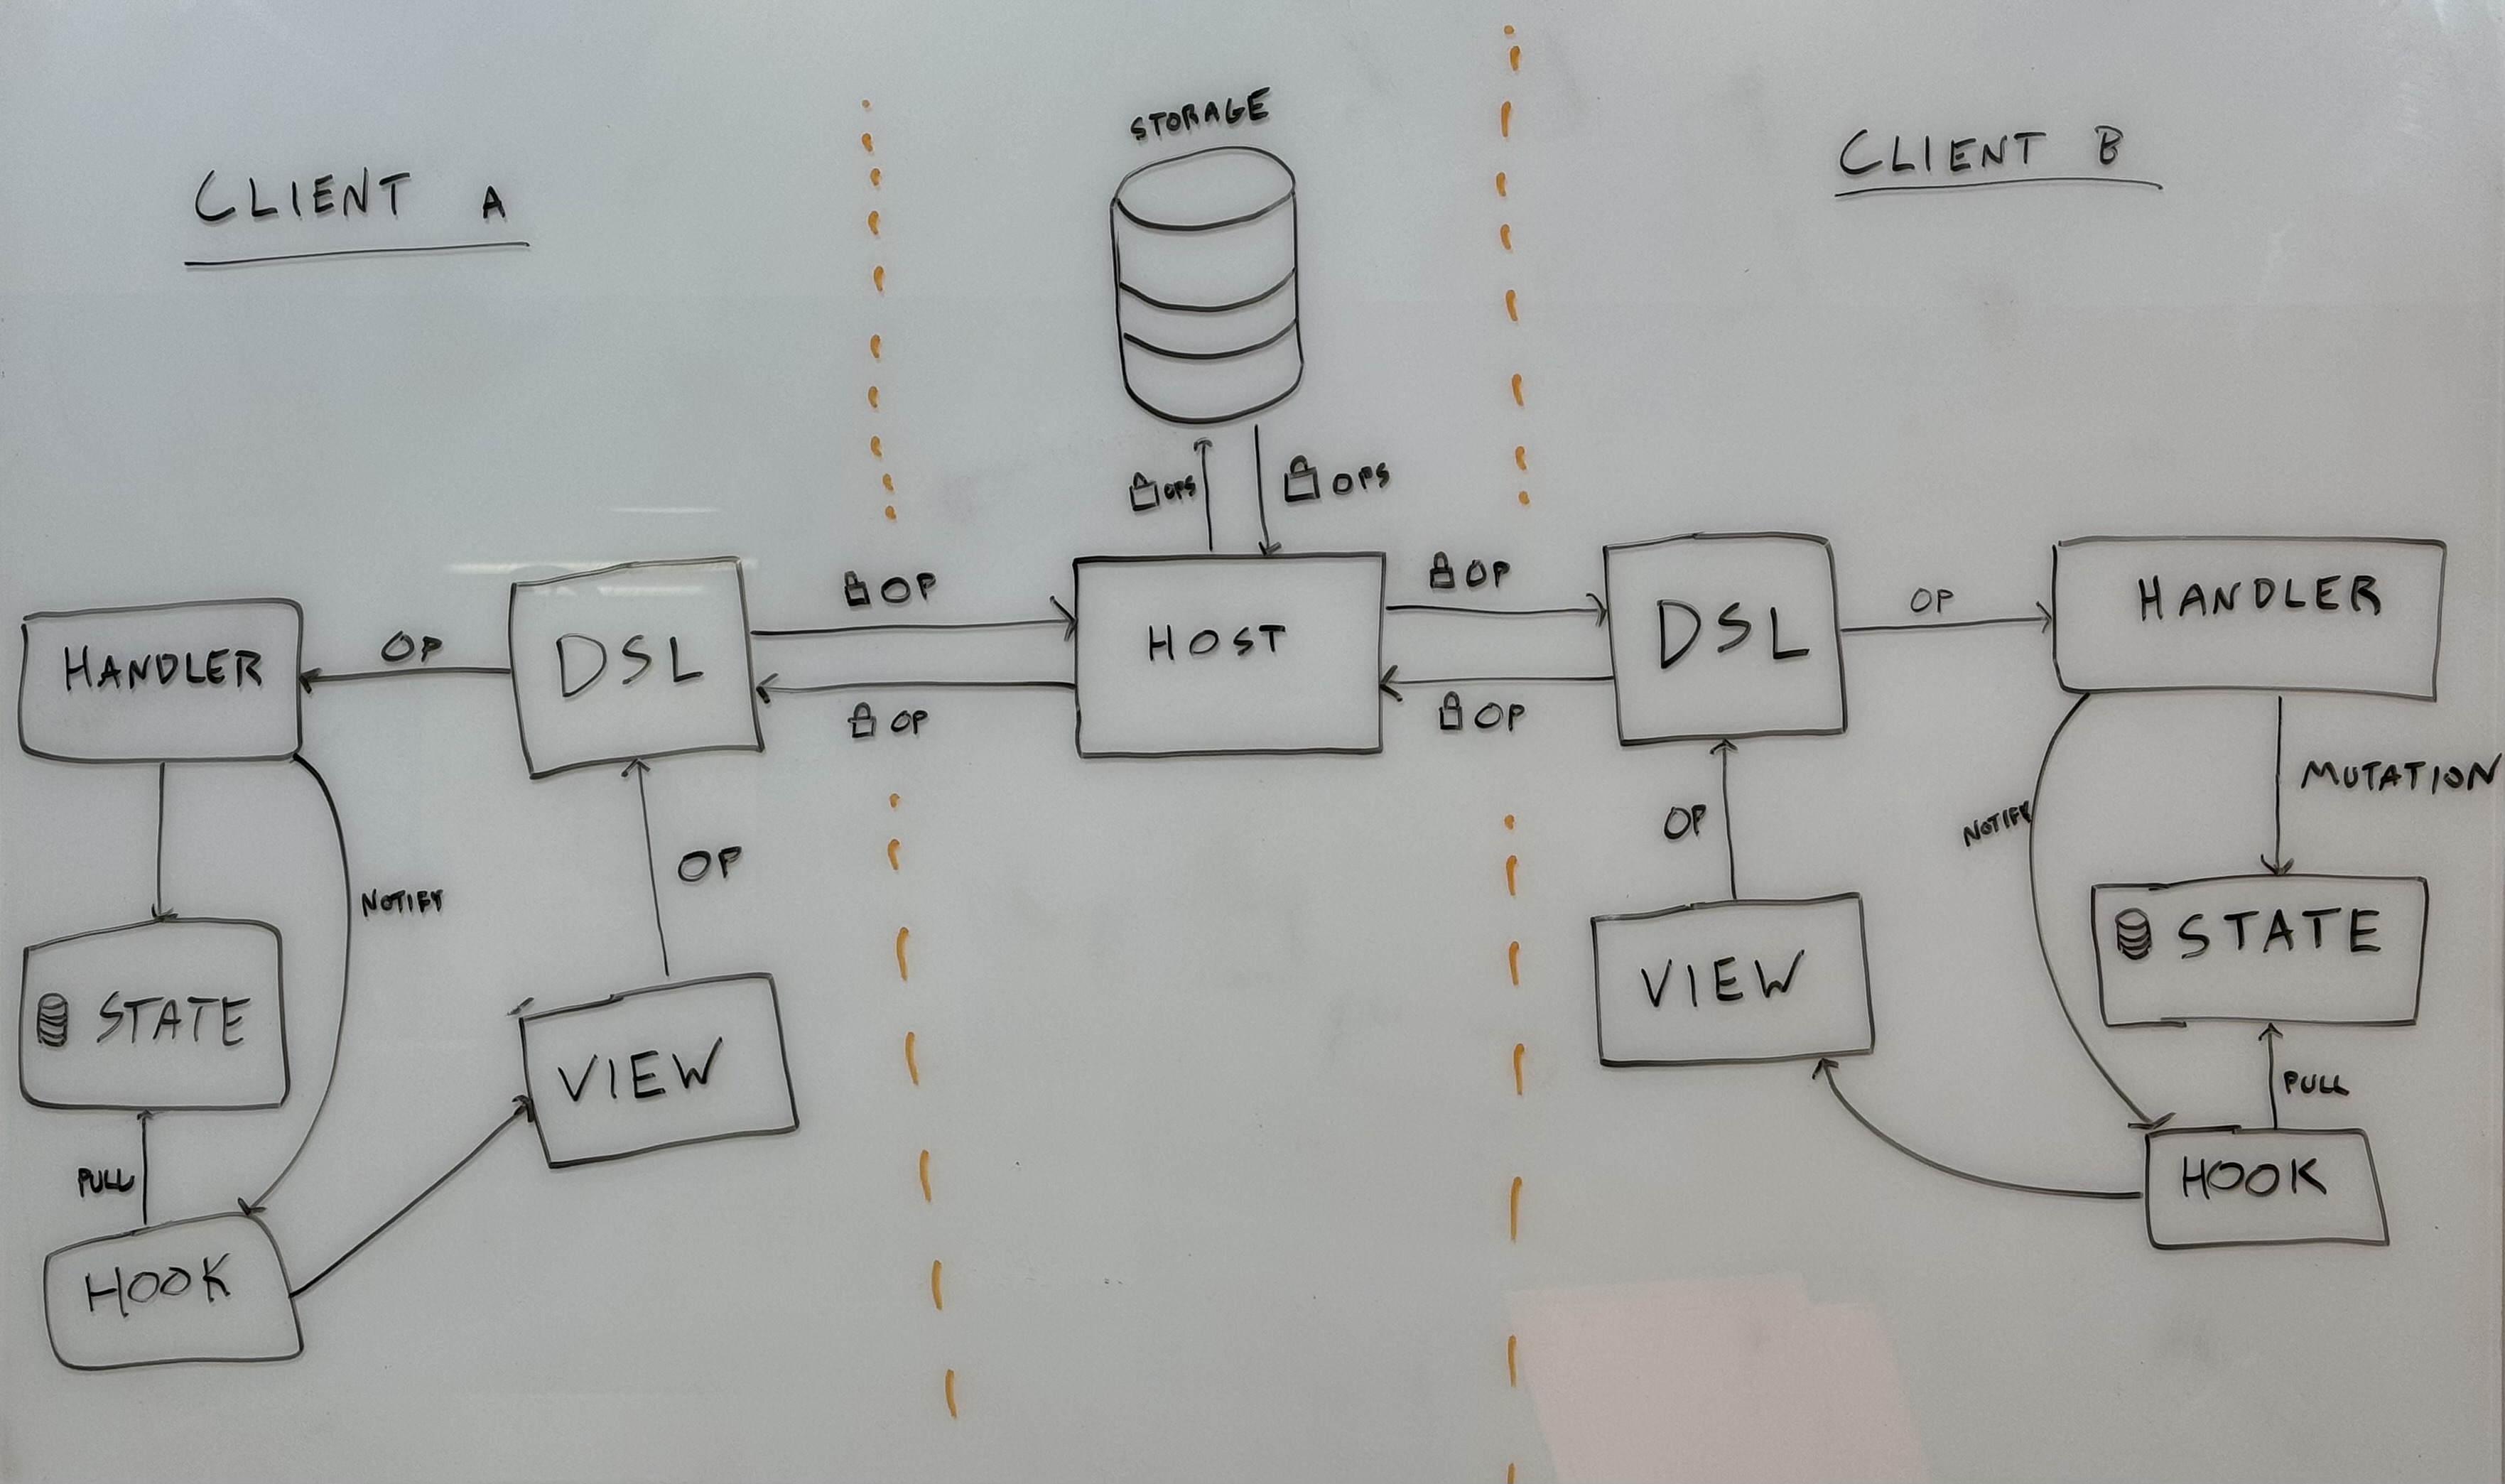 STORAGE
CLIENT A
CLIENT B
OPS
OPS
OP
OP
HANDLER
OP
DSL
HOST
DSL
OP
HANDLER
OP
OP
MUTATION
NOTIFY
OP
OP
NOTIFY
STATE
VIEW
STATE
VIEW
PULL
PULL
HOOK
HOOK